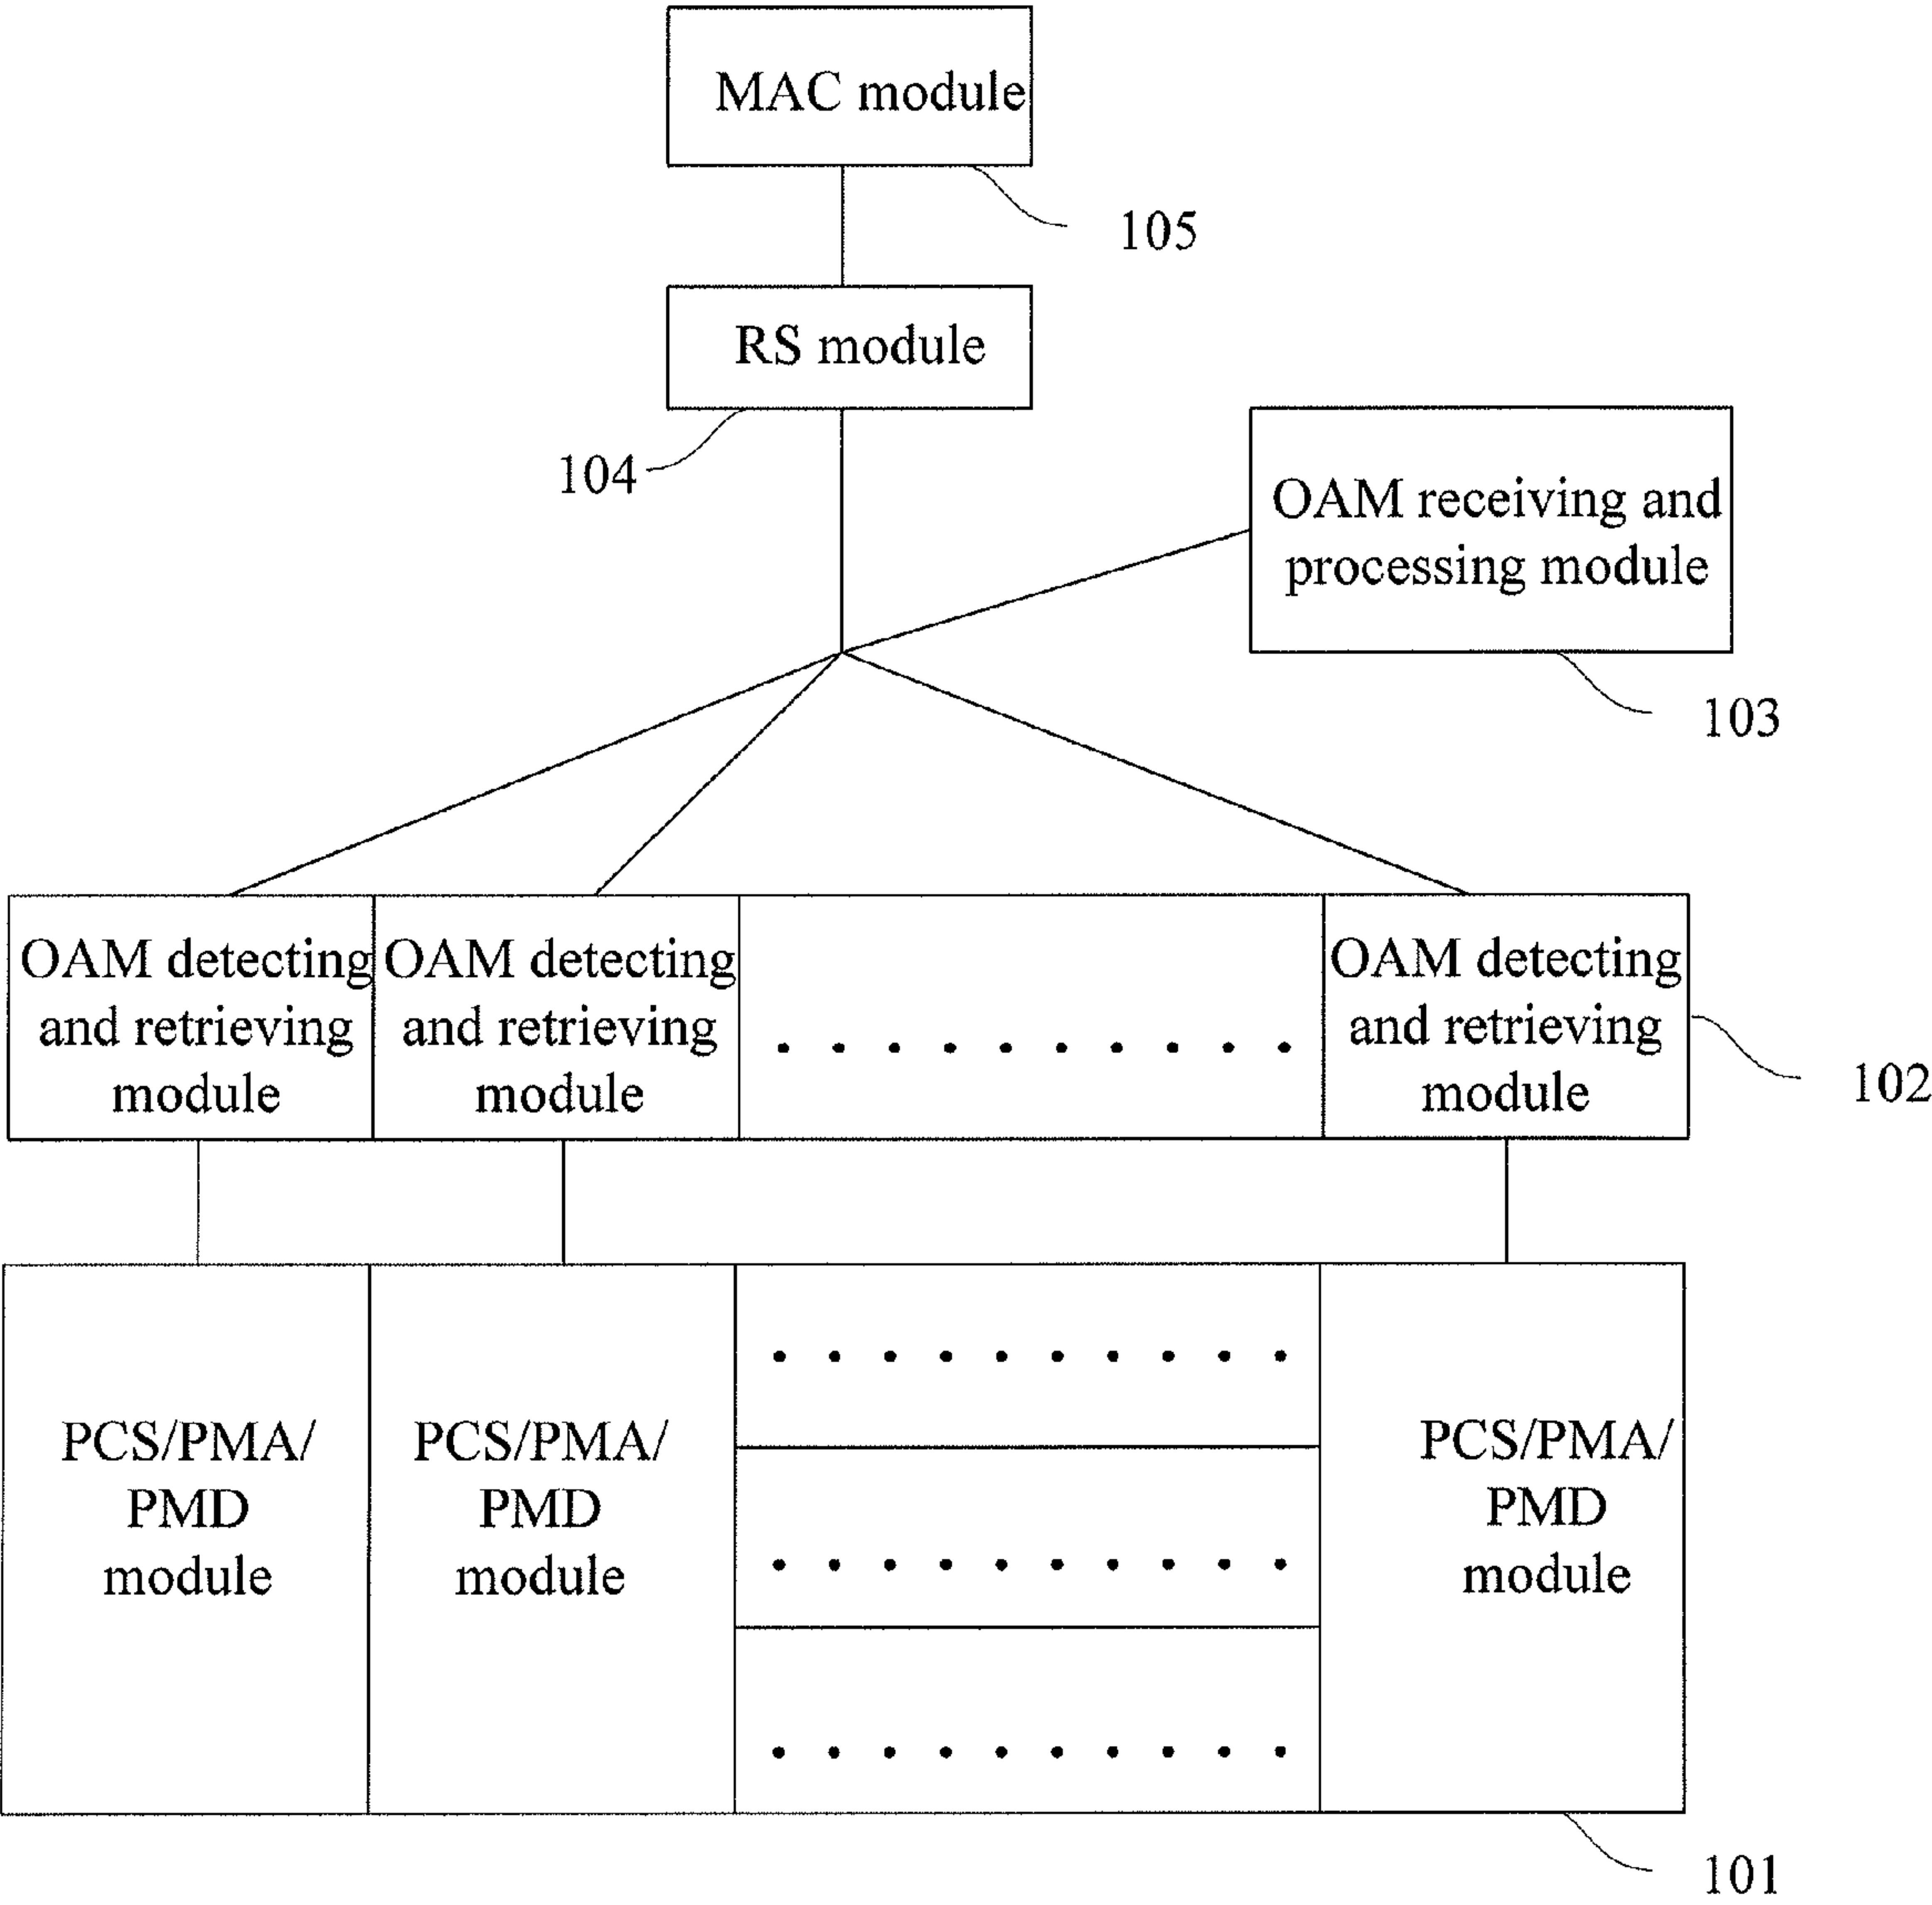 MAC module
105
RS module
104
OAM receiving and
processing module
103
OAM detecting
and retrieving
module
OAM detecting
and retrieving
module
. . . . . . . . . .
OAM detecting
and retrieving
module
102
PCS/PMA/
PMD
module
PCS/PMA/
PMD
module
. . . . . . . . . .
. . . . . . . . . .
. . . . . . . . . .
PCS/PMA/
PMD
module
101